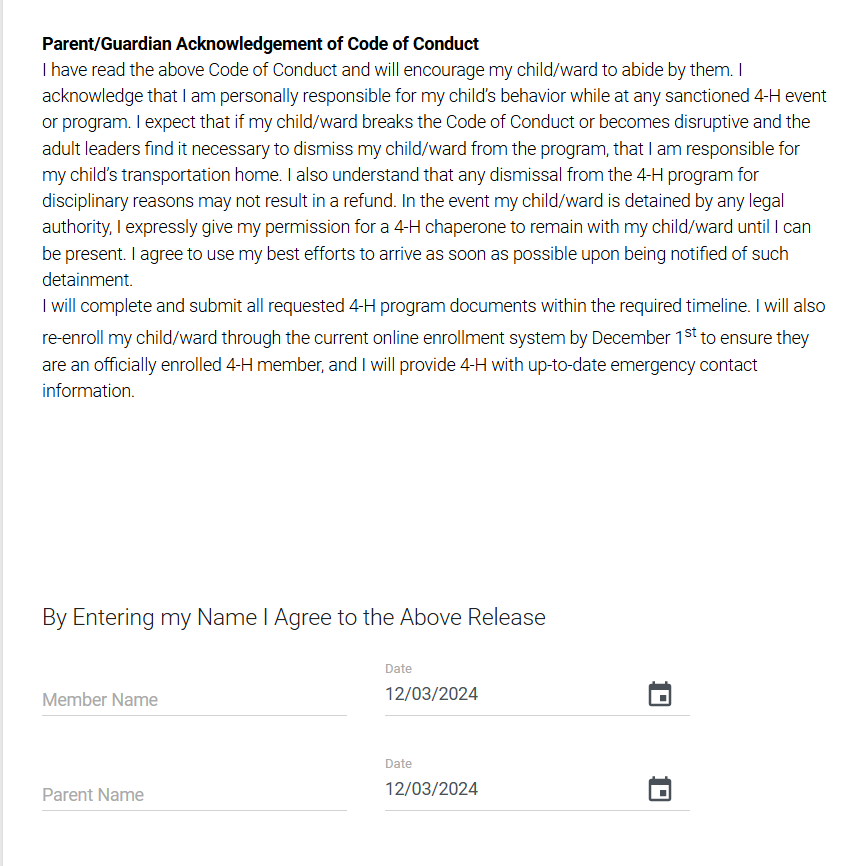 Parent/Guardian Acknowledgement of Code of Conduct
I have read the above Code of Conduct and will encourage my child/ward to abide by them. I
acknowledge that I am personally responsible for my child's behavior while at any sanctioned 4-H event
or program. I expect that if my child/ward breaks the Code of Conduct or becomes disruptive and the
adult leaders find it necessary to dismiss my child/ward from the program, that I am responsible for
my child's transportation home. I also understand that any dismissal from the 4-H program for
disciplinary reasons may not result in a refund. In the event my child/ward is detained by any legal
authority, I expressly give my permission for a 4-H chaperone to remain with my child/ward until I can
be present. I agree to use my best efforts to arrive as soon as possible upon being notified of such
detainment.
I will complete and submit all requested 4-H program documents within the required timeline. I will also
re-enroll my child/ward through the current online enrollment system by December 1st to ensure they
are an officially enrolled 4-H member, and I will provide 4-H with up-to-date emergency contact
information.
By Entering my Name I Agree to the Above Release
Date
Member Name 12/03/2024
Date
Parent Name 12/03/2024